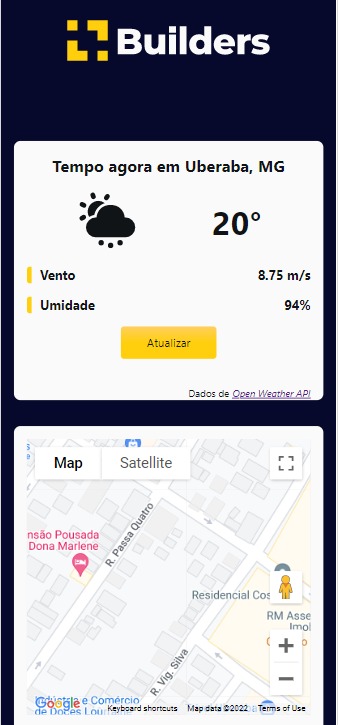 Builders
Tempo agora em Uberaba, MG
20°
Vento 8.75 m/s
Umidade 94%
Atualizar
Dados de Open Weather API
Map Satellite
nsão Pousada
Dona Marlene
R. Passa Quatro
Residencial Cos
RM Asse
Imol
R. Vig. Silva
Indústria e Comércio
de Doces Lou
Google
Keyboard shortcuts Map data ©2022 Terms of Use